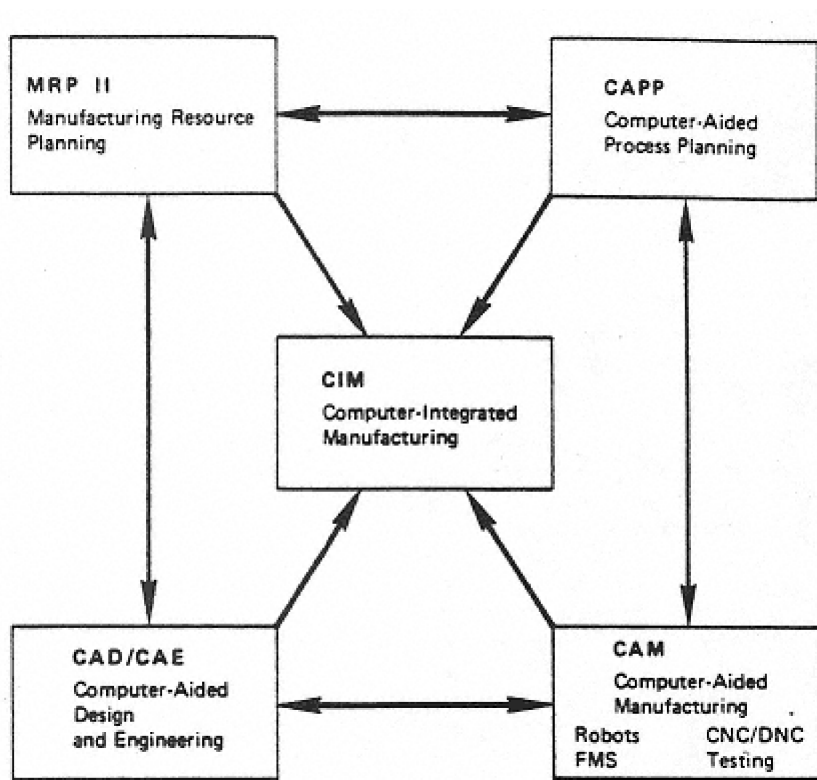 MRP II
Manufacturing Resource
Planning
CAPP
Computer-Aided
Process Planning
CIM
Computer-Integrated
Manufacturing
CAD/CAE
Computer-Aided
Design
and Engineering
CAM
Computer-Aided
Manufacturing
Robots CNC/DNC
FMS Testing